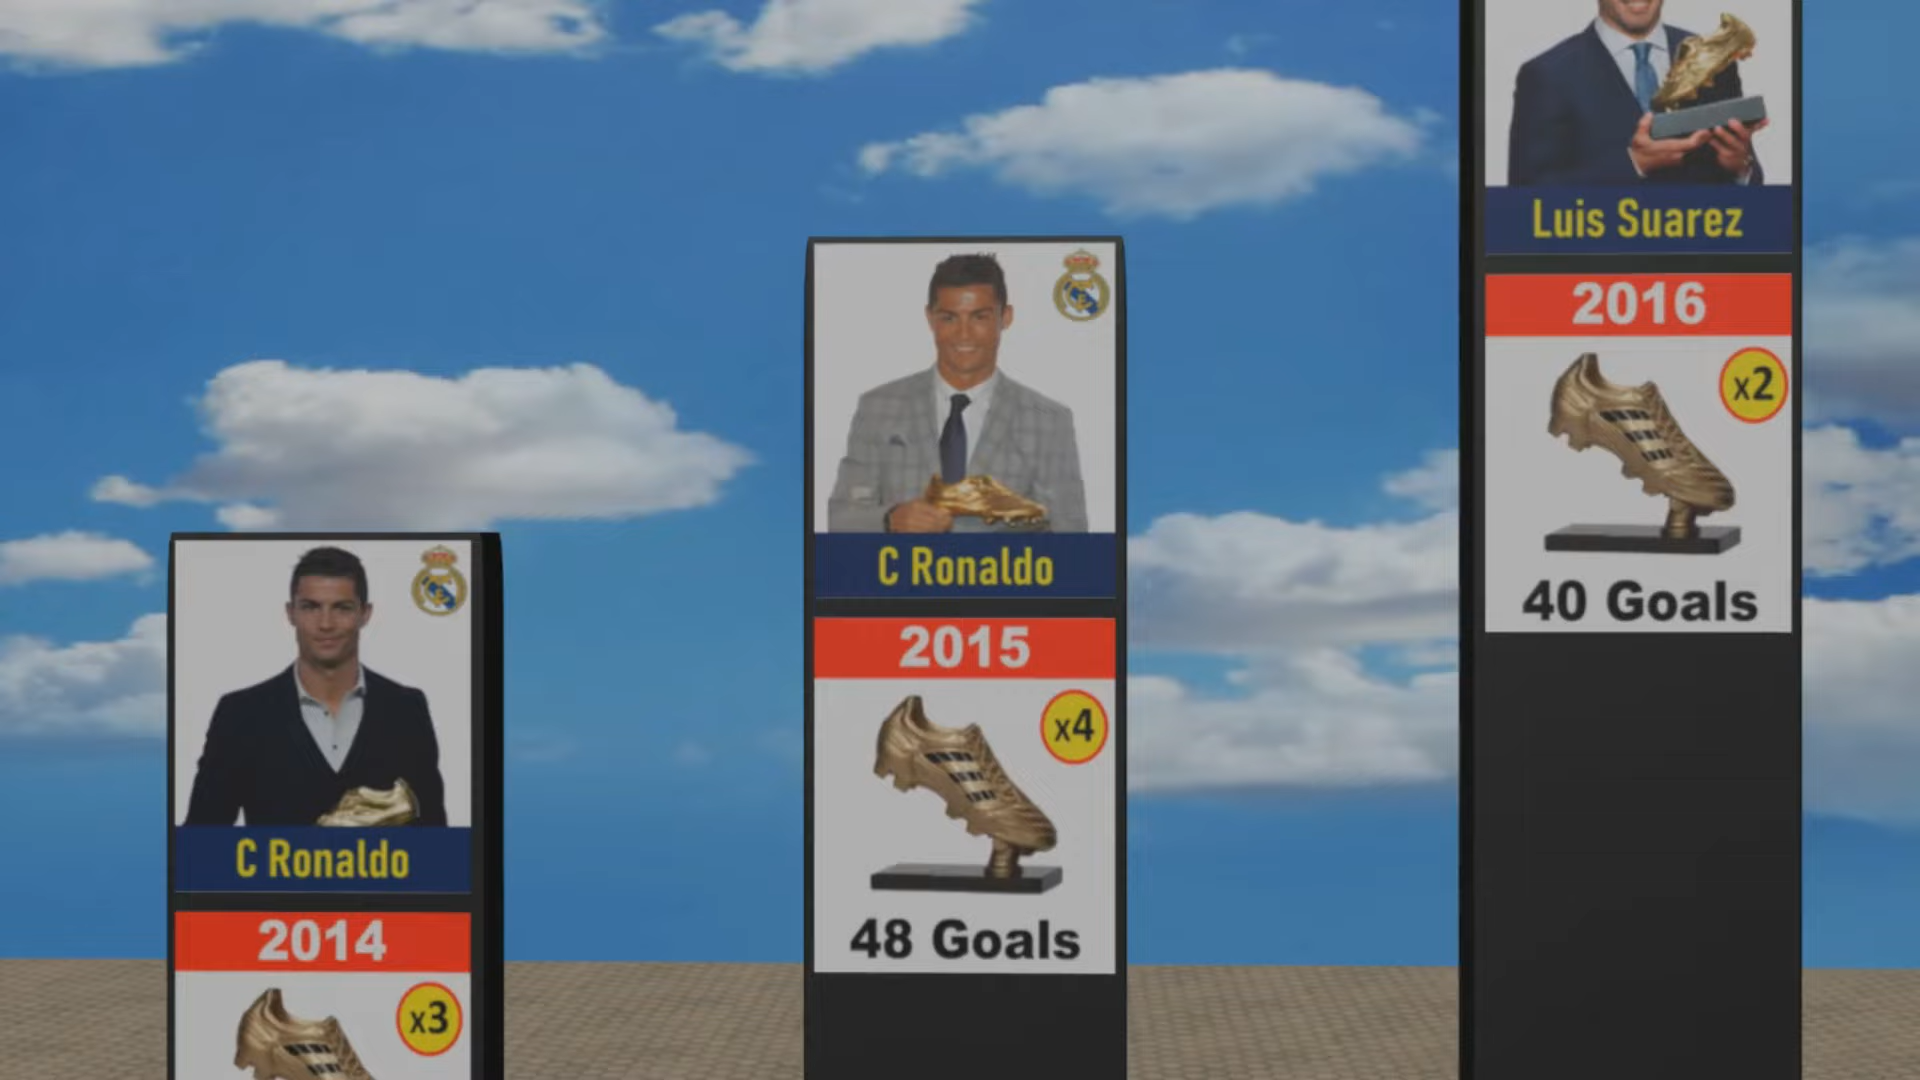 C Ronaldo
2014
x3
C Ronaldo
2015
x4
48 Goals
Luis Suarez
2016
x2
40 Goals